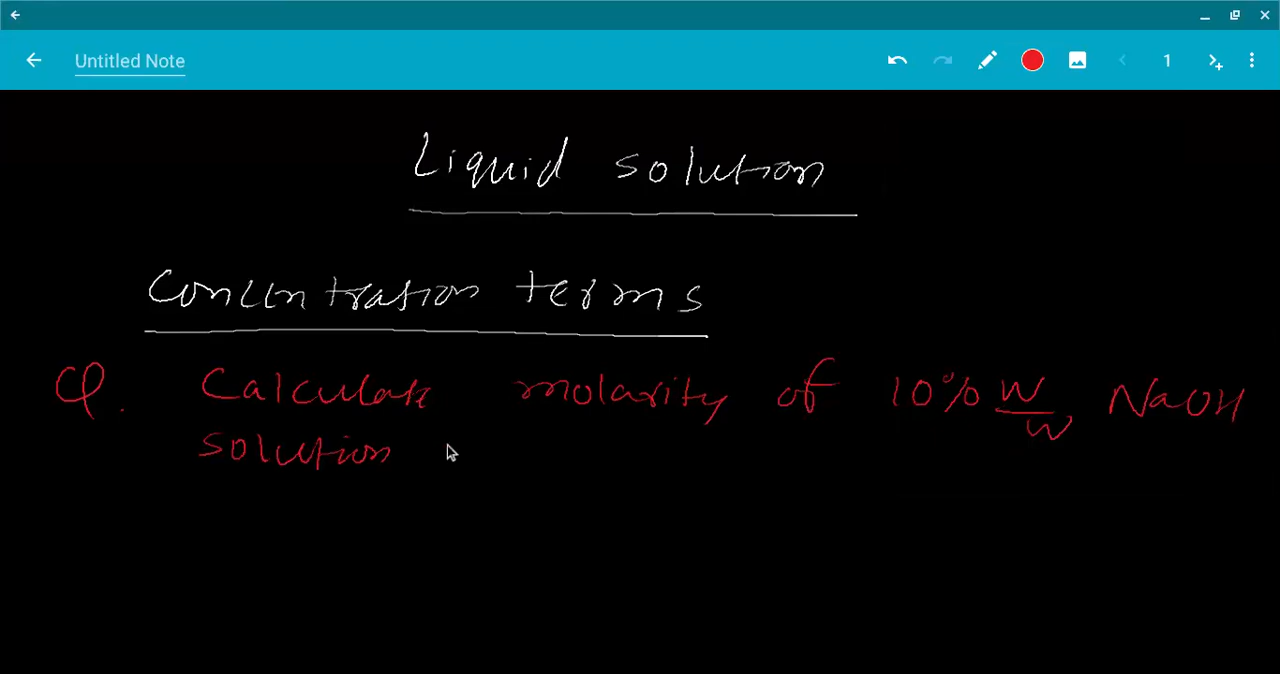 Untitled Note
1
Liquid solution
Concentration terms
Q. Calculate molarity of 10% W/W NaOH
solution